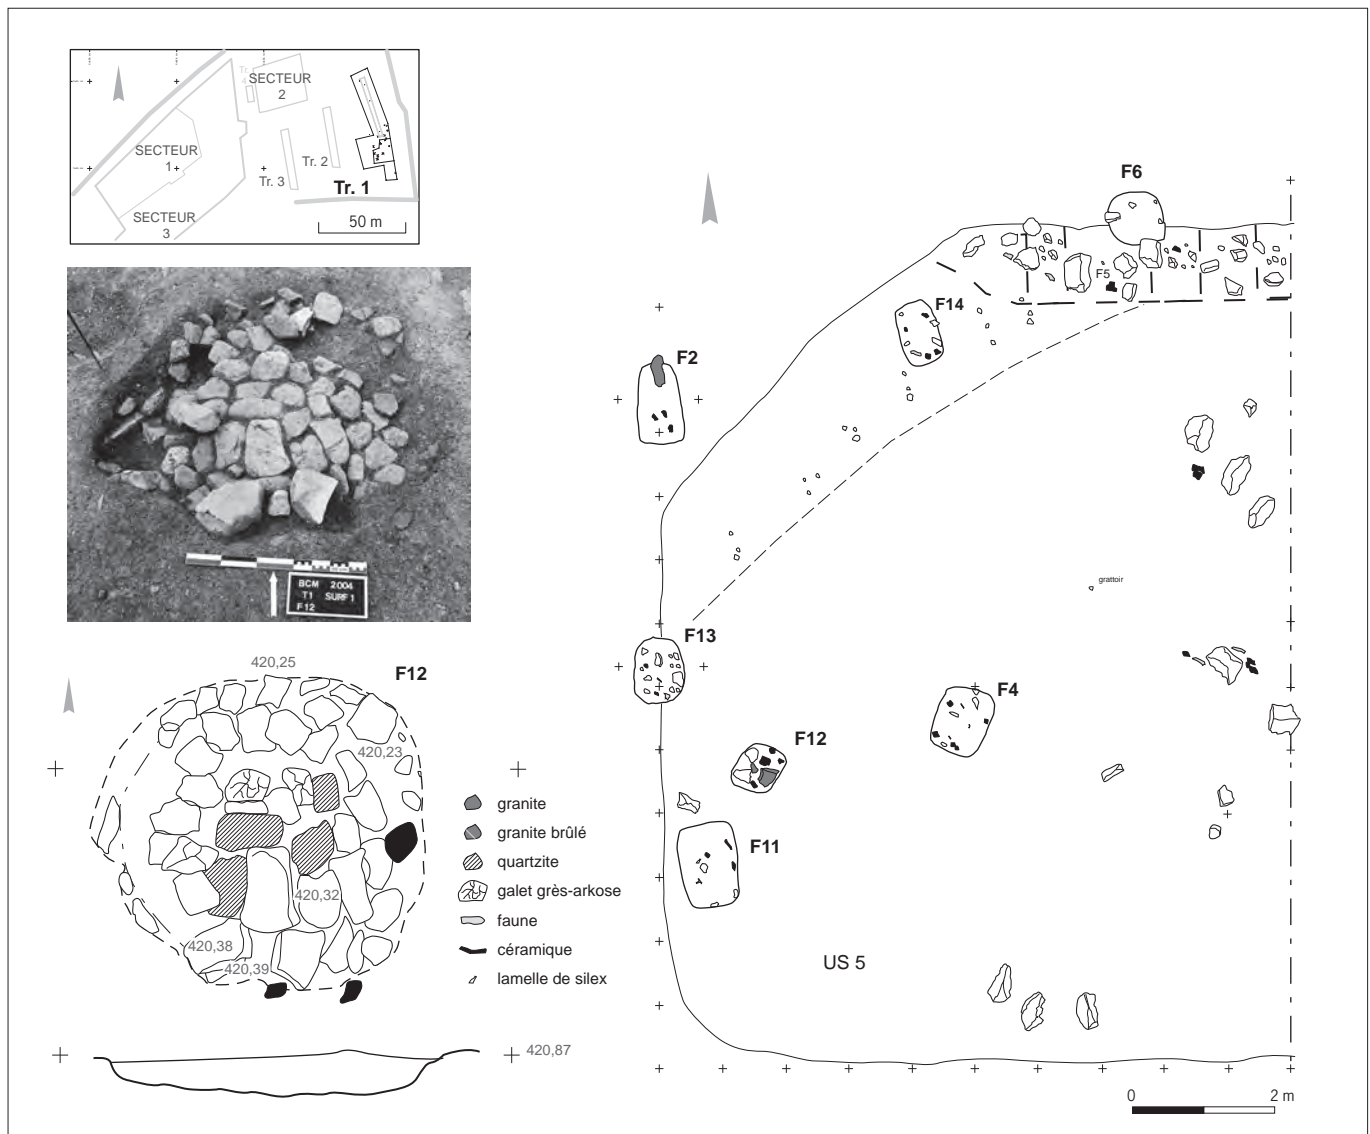 Tr.
4
SECTEUR
2
SECTEUR
1
Tr. 2
Tr. 3
Tr. 1
SECTEUR
3
50 m
BCM 2004
T1 SURF 1
F12
420,25
F12
420,23
420,32
420,38
420,39
420,87
granite
granite brûlé
quartzite
galet grès-arkose
faune
céramique
lamelle de silex
F6
F5
F14
F2
grattoir
F13
F4
F12
F11
US 5
0
2 m